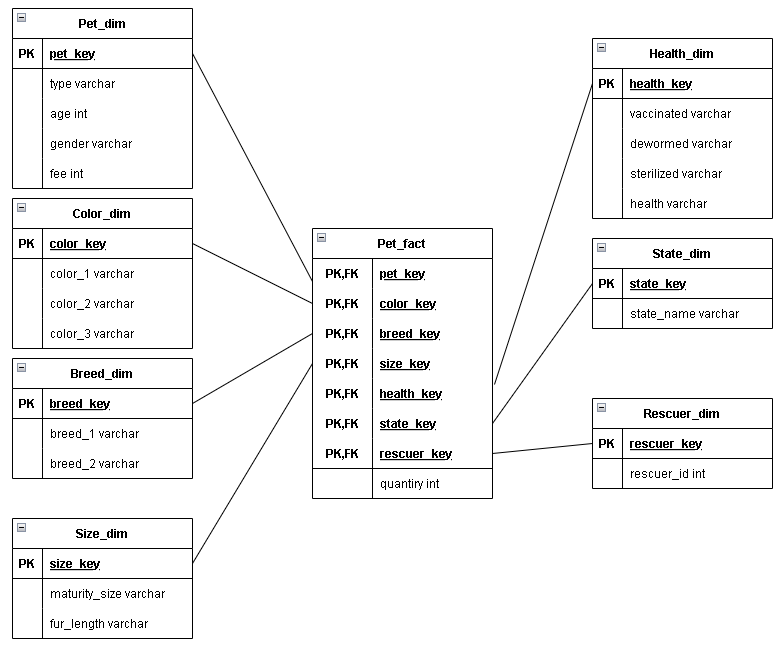 Pet_dim
PK pet_key
type varchar
age int
gender varchar
fee int
Color_dim
PK color_key
color_1 varchar
color_2 varchar
color_3 varchar
Breed_dim
PK breed_key
breed_1 varchar
breed_2 varchar
Size_dim
PK size_key
maturity_size varchar
fur_length varchar
Pet_fact
PK,FK pet_key
PK,FK color_key
PK,FK breed_key
PK,FK size_key
PK,FK health_key
PK,FK state_key
PK,FK rescuer_key
quantiry int
Health_dim
PK health_key
vaccinated varchar
dewormed varchar
sterilized varchar
health varchar
State_dim
PK state_key
state_name varchar
Rescuer_dim
PK rescuer_key
rescuer_id int